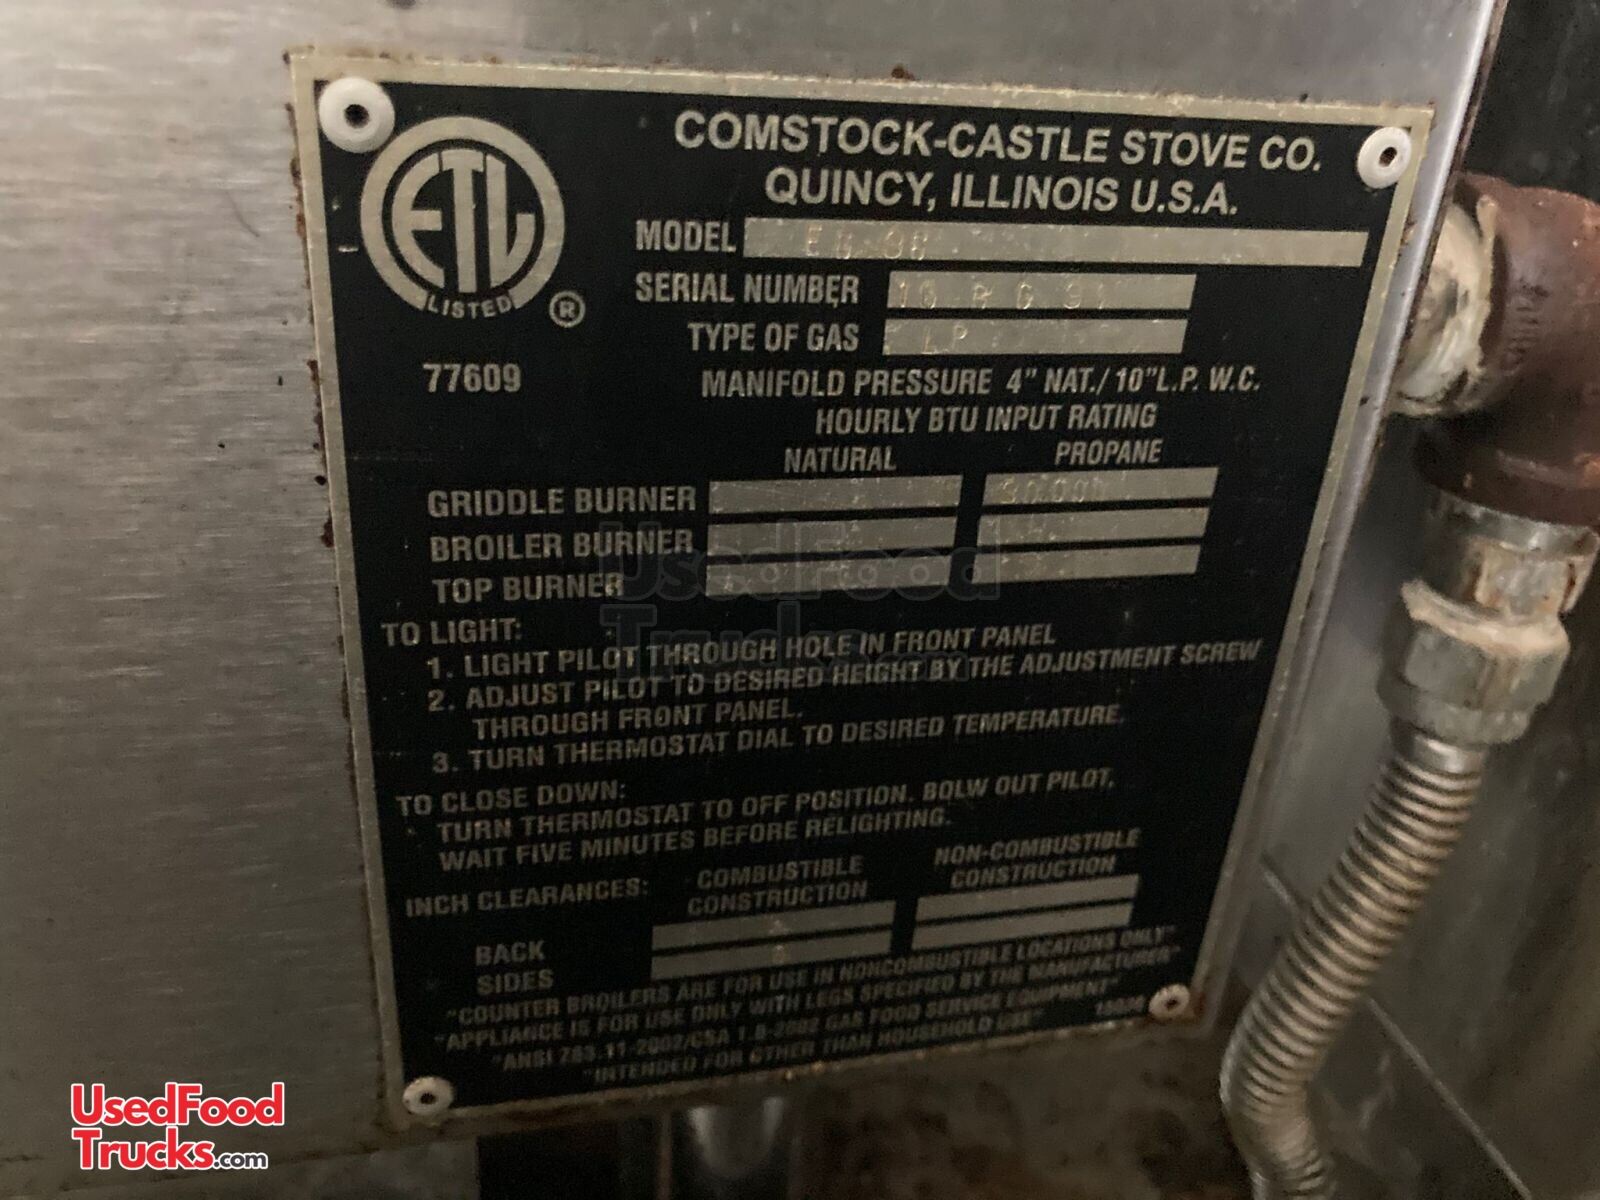 COMSTOCK-CASTLE STOVE CO.
QUINCY, ILLINOIS U.S.A.
ETL
LISTED
®
77609
MODEL
SERIAL NUMBER
TYPE OF GAS LP
MANIFOLD PRESSURE 4" NAT./10"L.P. W.C.
HOURLY BTU INPUT RATING
NATURAL PROPANE
GRIDDLE BURNER
BROILER BURNER
TOP BURNER
TO LIGHT:
1. LIGHT PILOT THROUGH HOLE IN FRONT PANEL
2. ADJUST PILOT TO DESIRED HEIGHT BY THE ADJUSTMENT SCREW
THROUGH FRONT PANEL.
3. TURN THERMOSTAT DIAL TO DESIRED TEMPERATURE.
TO CLOSE DOWN:
TURN THERMOSTAT TO OFF POSITION. BOLW OUT PILOT.
WAIT FIVE MINUTES BEFORE RELIGHTING.
INCH CLEARANCES: COMBUSTIBLE CONSTRUCTION NON-COMBUSTIBLE CONSTRUCTION
BACK
SIDES
"COUNTER BROILERS ARE FOR USE IN NONCOMBUSTIBLE LOCATIONS ONLY"
"APPLIANCE IS FOR USE ONLY WITH LEGS SPECIFIED BY THE MANUFACTURER"
"ANSI Z83.11-2002/CSA 1.8-2002 GAS FOOD SERVICE EQUIPMENT"
"INTENDED FOR OTHER THAN HOUSEHOLD USE"
UsedFood
Trucks.com
UsedFood
Trucks.com